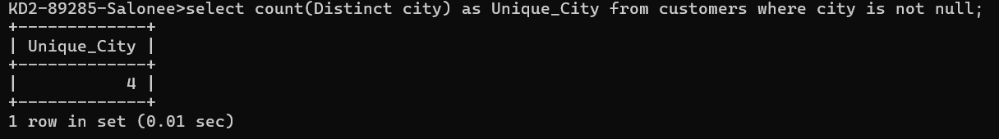 KD2-89285-Salonee>select count(Distinct city) as Unique_City from customers where city is not null;
+-------------+
| Unique_City |
+-------------+
|           4 |
+-------------+
1 row in set (0.01 sec)